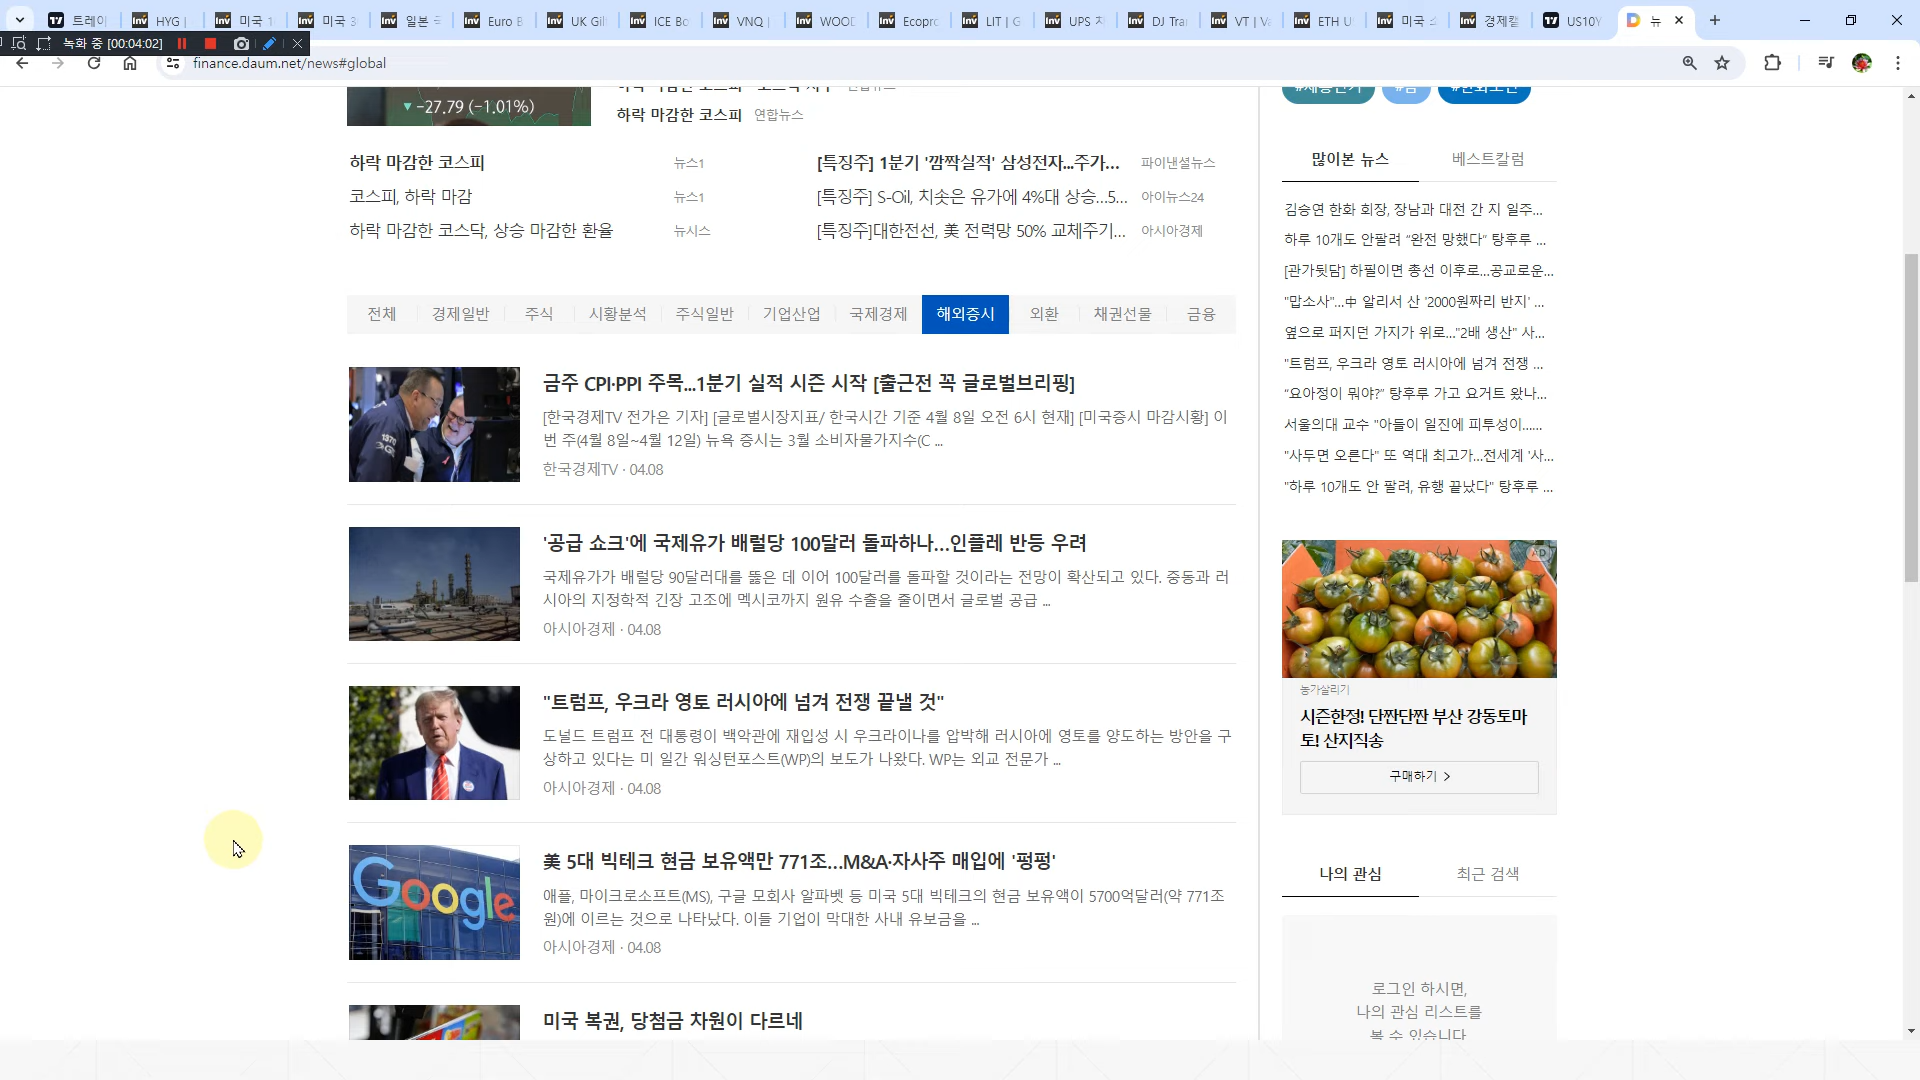 트레이
HYG |
미국 1
미국 3
일본 국
Euro B
UK Gil
ICE Bo
VNQ |
WOOD
Ecopro
LIT | G
UPS 차
DJ Tra
VT | Va
ETH U
미국 소
경제캘
US10Y
뉴
녹화 중 [00:04:02]
finance.daum.net/news#global
▼ -27.79 (-1.01%)
하락 마감한 코스피 연합뉴스
하락 마감한 코스피 뉴스1
[특징주] 1분기 '깜짝실적' 삼성전자...주가... 파이낸셜뉴스
코스피, 하락 마감 뉴스1
[특징주] S-Oil, 치솟은 유가에 4%대 상승...5... 아이뉴스24
하락 마감한 코스닥, 상승 마감한 환율 뉴시스
[특징주]대한전선, 美 전력망 50% 교체주기... 아시아경제
전체 경제일반 주식 시황분석 주식일반 기업산업 국제경제 해외증시 외환 채권선물 금융
금주 CPI·PPI 주목...1분기 실적 시즌 시작 [출근전 꼭 글로벌브리핑]
[한국경제TV 전가은 기자] [글로벌시장지표/ 한국시간 기준 4월 8일 오전 6시 현재] [미국증시 마감시황] 이
번 주(4월 8일~4월 12일) 뉴욕 증시는 3월 소비자물가지수(C ...
한국경제TV · 04.08
'공급 쇼크'에 국제유가 배럴당 100달러 돌파하나…인플레 반등 우려
국제유가가 배럴당 90달러대를 뚫은 데 이어 100달러를 돌파할 것이라는 전망이 확산되고 있다. 중동과 러
시아의 지정학적 긴장 고조에 멕시코까지 원유 수출을 줄이면서 글로벌 공급 ...
아시아경제 · 04.08
"트럼프, 우크라 영토 러시아에 넘겨 전쟁 끝낼 것"
도널드 트럼프 전 대통령이 백악관에 재입성 시 우크라이나를 압박해 러시아에 영토를 양도하는 방안을 구
상하고 있다는 미 일간 워싱턴포스트(WP)의 보도가 나왔다. WP는 외교 전문가 ...
아시아경제 · 04.08
Google
美 5대 빅테크 현금 보유액만 771조…M&A·자사주 매입에 '펑펑'
애플, 마이크로소프트(MS), 구글 모회사 알파벳 등 미국 5대 빅테크의 현금 보유액이 5700억달러(약 771조
원)에 이르는 것으로 나타났다. 이들 기업이 막대한 사내 유보금을 ...
아시아경제 · 04.08
미국 복권, 당첨금 차원이 다르네
많이본 뉴스 베스트칼럼
김승연 한화 회장, 장남과 대전 간 지 일주...
하루 10개도 안팔려 “완전 망했다” 탕후루 ...
[관가뒷담] 하필이면 총선 이후로…공교로운...
"맙소사"…中 알리서 산 '2000원짜리 반지' ...
옆으로 퍼지던 가지가 위로…"2배 생산" 사...
"트럼프, 우크라 영토 러시아에 넘겨 전쟁 ...
“요아정이 뭐야?” 탕후루 가고 요거트 왔나...
서울의대 교수 "아들이 일진에 피투성이......
"사두면 오른다" 또 역대 최고가…전세계 '사...
"하루 10개도 안 팔려, 유행 끝났다" 탕후루 ...
AD
농가살리기
시즌한정! 단짠단짠 부산 강동토마
토! 산지직송
구매하기 >
나의 관심 최근 검색
로그인 하시면,
나의 관심 리스트를
볼 수 있습니다